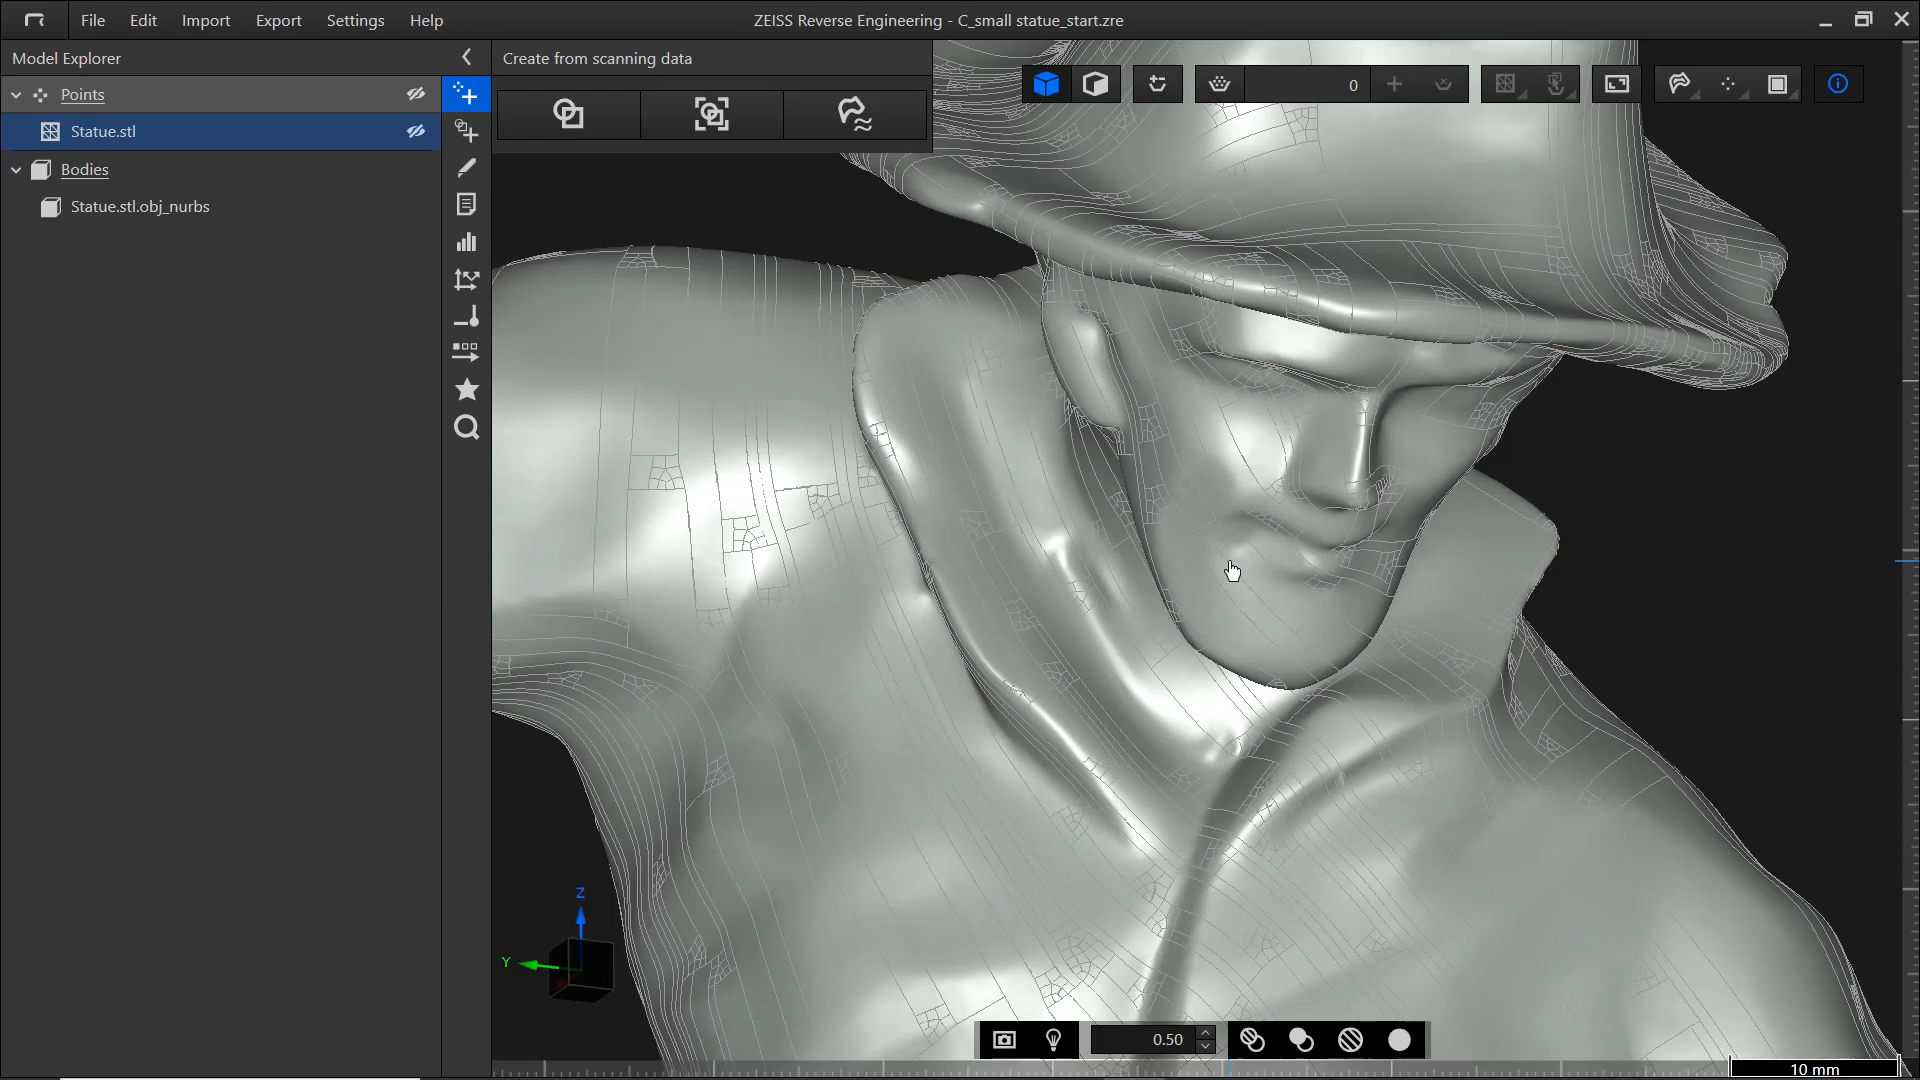 File Edit Import Export Settings Help
ZEISS Reverse Engineering - C_small statue_start.zre
Model Explorer
Create from scanning data
Points
0
Statue.stl
Bodies
Statue.stl.obj_nurbs
Z
Y
0.50
10 mm